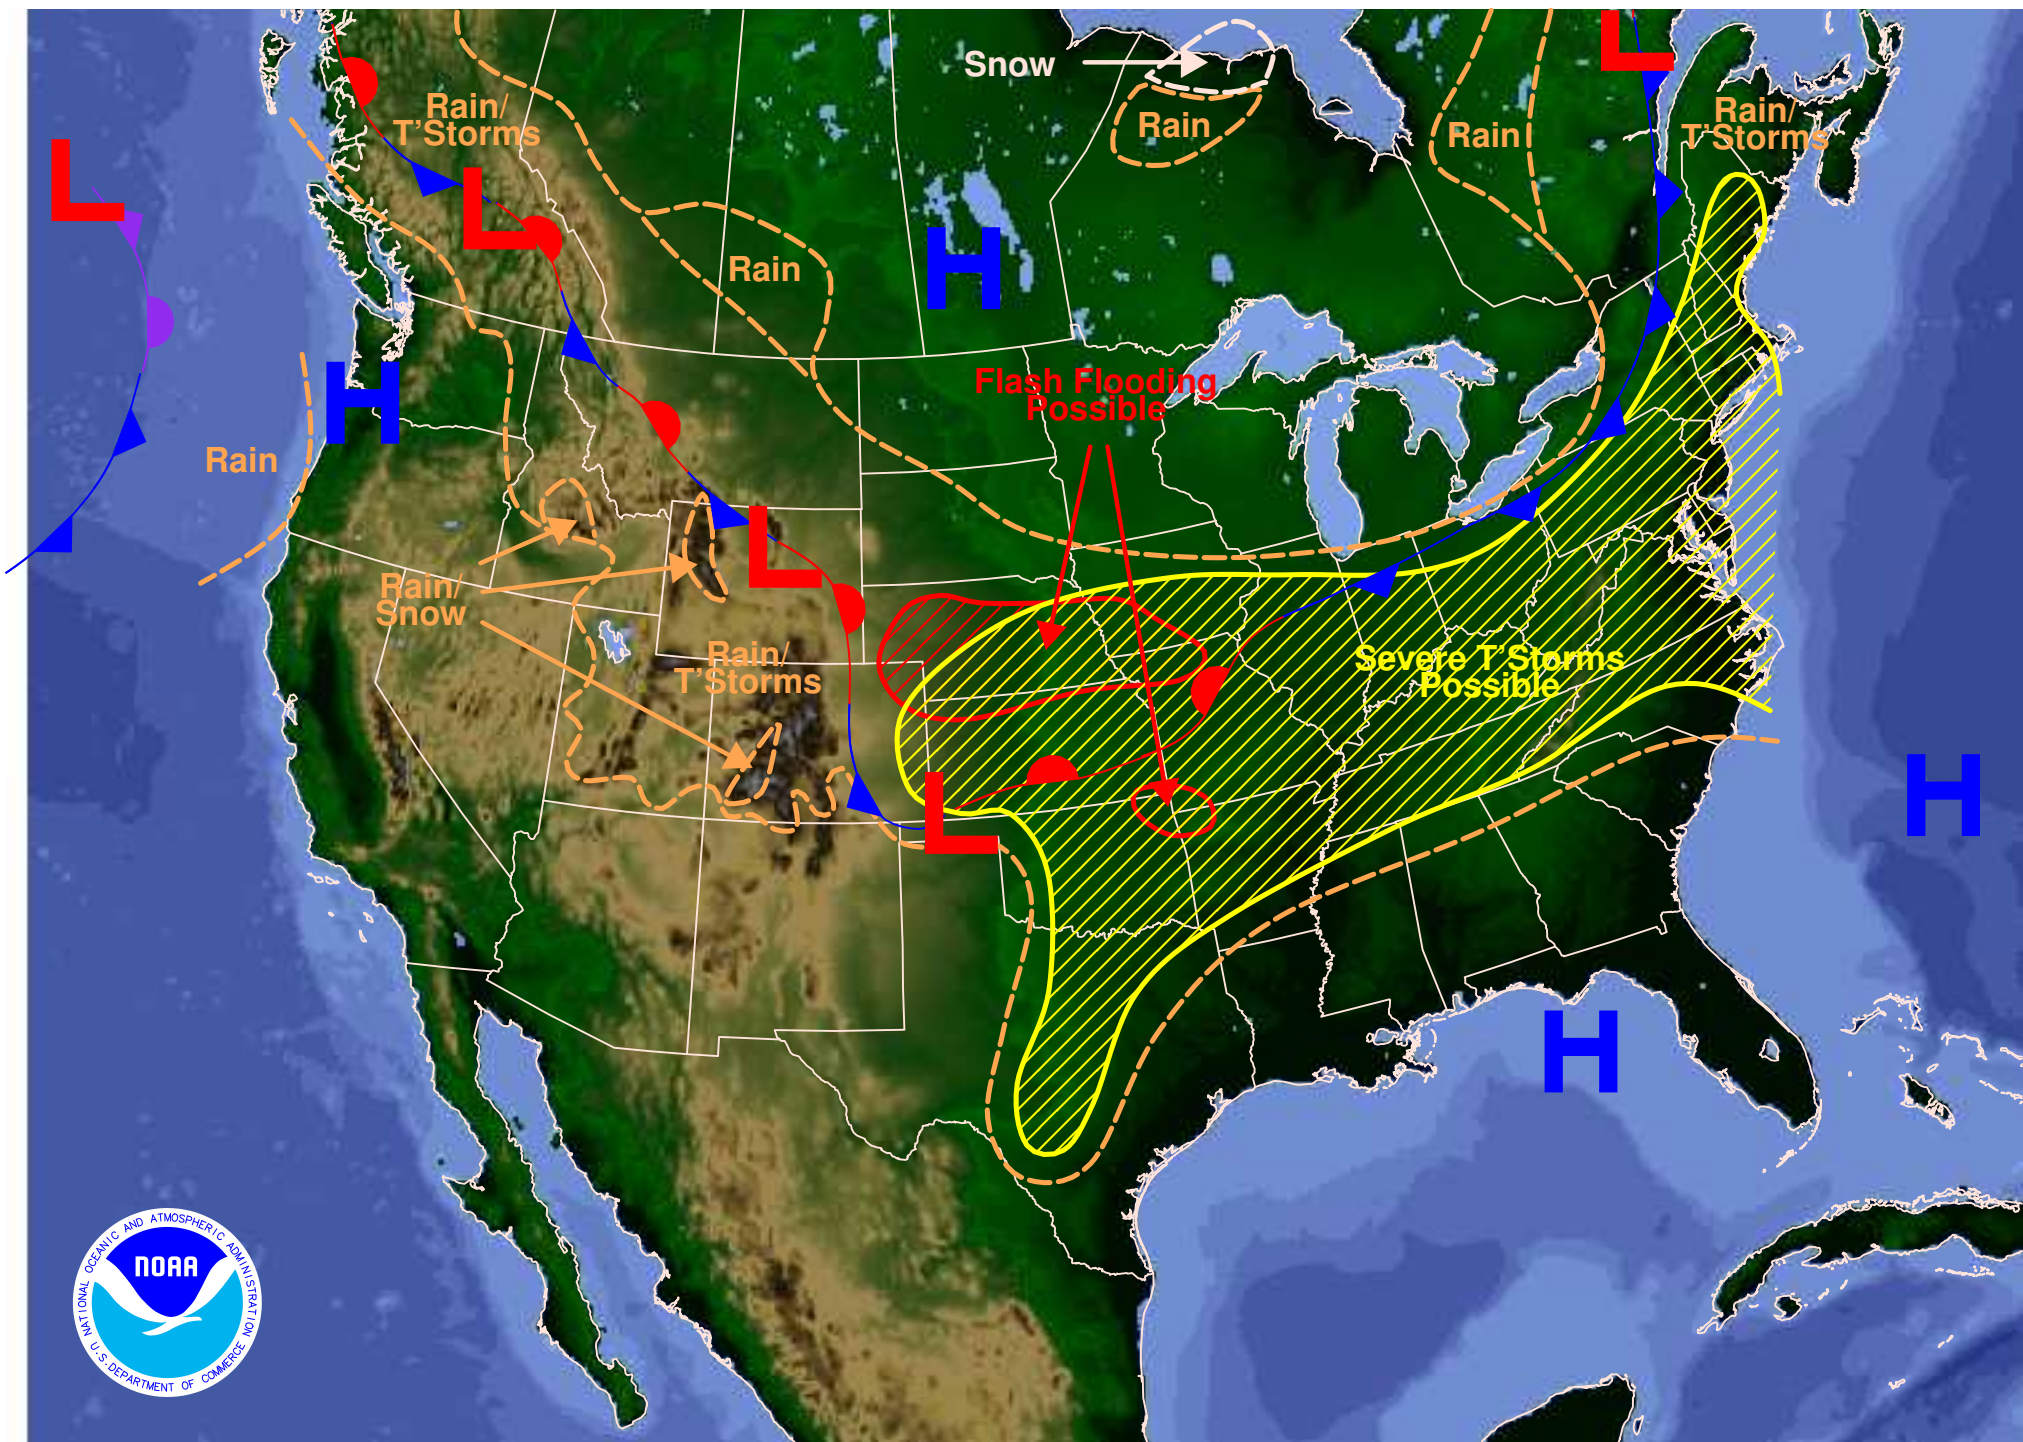 L
Snow
Rain/
T'Storms
Rain
Rain
L
Rain/
T'Storms
L
L
Rain
H
H
Flash Flooding
Possible
Rain
L
Rain/
Snow
Rain/
T'Storms
Severe T'Storms
Possible
L
H
H
NATIONAL OCEANIC AND ATMOSPHERIC ADMINISTRATION
NOAA
U.S. DEPARTMENT OF COMMERCE